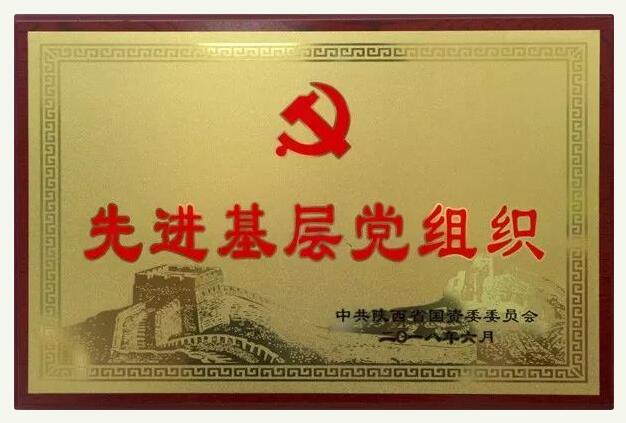 先进基层党组织
中共陕西省国资委委员会
二〇一八年六月